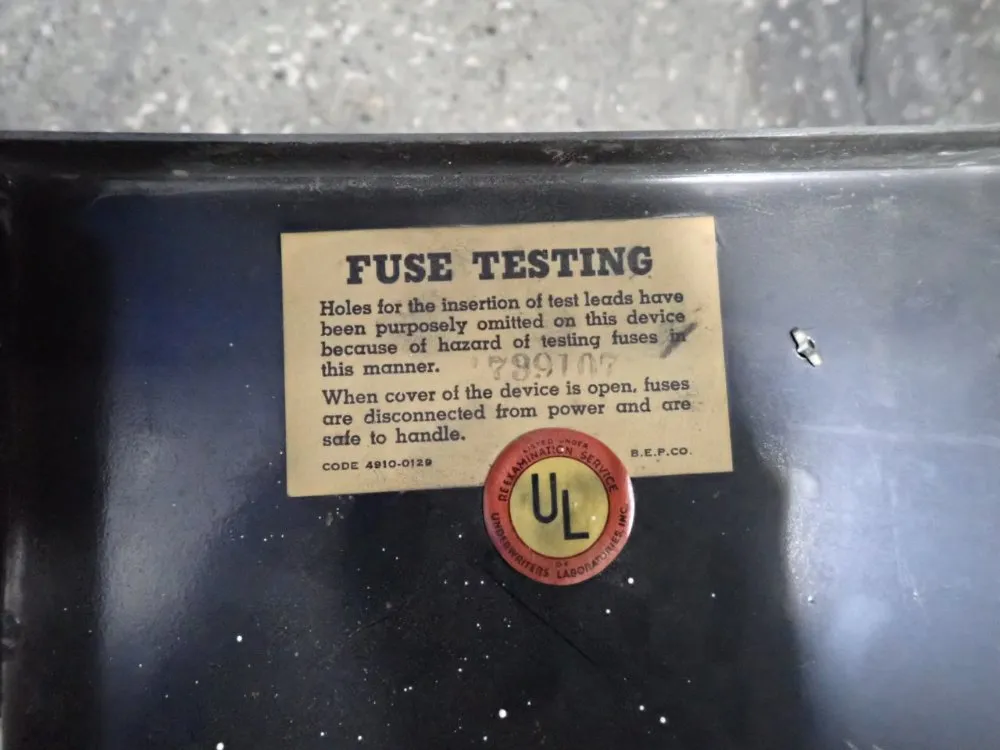 FUSE TESTING
Holes for the insertion of test leads have
been purposely omitted on this device
because of hazard of testing fuses in
this manner.
799107
When cover of the device is open, fuses
are disconnected from power and are
safe to handle.
CODE 4910-0129
B.E.P.CO.
LISTED UNDER
REEXAMINATION SERVICE
UL
OF
UNDERWRITERS LABORATORIES, INC.